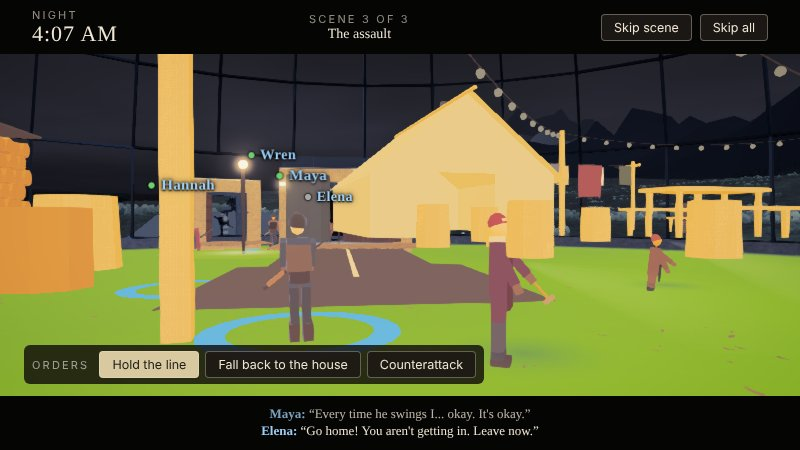 NIGHT
4:07 AM
SCENE 3 OF 3
The assault
Skip scene
Skip all
Wren
Maya
Hannah
Elena
ORDERS
Hold the line
Fall back to the house
Counterattack
Maya: “Every time he swings I... okay. It's okay.”
Elena: “Go home! You aren't getting in. Leave now.”